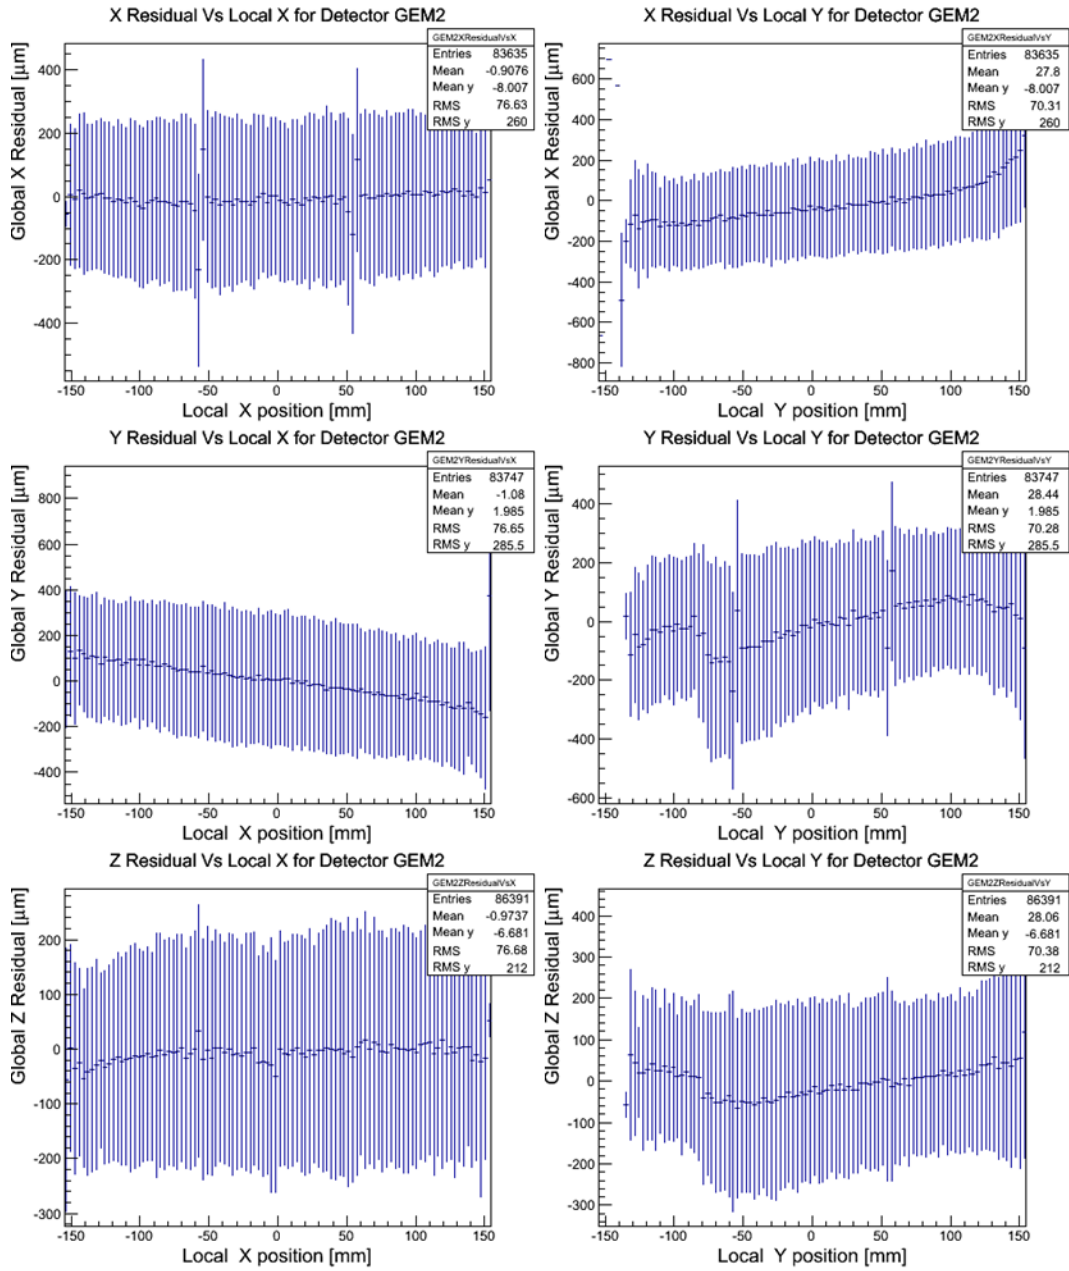 X Residual Vs Local X for Detector GEM2
GEM2XResidualVsX
Entries 83635
Mean -0.9076
Mean y -8.007
RMS 76.63
RMS y 260
Global X Residual [μm]
400
200
0
-200
-400
-150 -100 -50 0 50 100 150
Local X position [mm]
X Residual Vs Local Y for Detector GEM2
GEM2XResidualVsY
Entries 83635
Mean 27.8
Mean y -8.007
RMS 70.31
RMS y 260
Global X Residual [μm]
600
400
200
0
-200
-400
-600
-800
-150 -100 -50 0 50 100 150
Local Y position [mm]
Y Residual Vs Local X for Detector GEM2
GEM2YResidualVsX
Entries 83747
Mean -1.08
Mean y 1.985
RMS 76.65
RMS y 285.5
Global Y Residual [μm]
800
600
400
200
0
-200
-400
-150 -100 -50 0 50 100 150
Local X position [mm]
Y Residual Vs Local Y for Detector GEM2
GEM2YResidualVsY
Entries 83747
Mean 28.44
Mean y 1.985
RMS 70.28
RMS y 285.5
Global Y Residual [μm]
400
200
0
-200
-400
-600
-150 -100 -50 0 50 100 150
Local Y position [mm]
Z Residual Vs Local X for Detector GEM2
GEM2ZResidualVsX
Entries 86391
Mean -0.9737
Mean y -6.681
RMS 76.68
RMS y 212
Global Z Residual [μm]
200
100
0
-100
-200
-300
-150 -100 -50 0 50 100 150
Local X position [mm]
Z Residual Vs Local Y for Detector GEM2
GEM2ZResidualVsY
Entries 86391
Mean 28.06
Mean y -6.681
RMS 70.38
RMS y 212
Global Z Residual [μm]
400
300
200
100
0
-100
-200
-300
-150 -100 -50 0 50 100 150
Local Y position [mm]